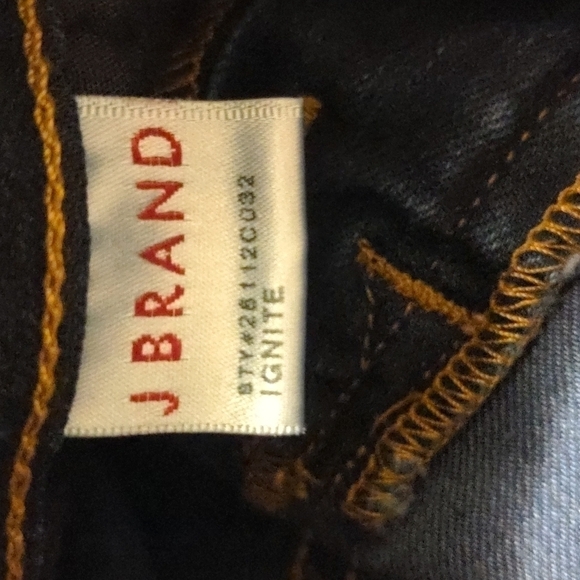 J BRAND
STY#28112C032
IGNITE